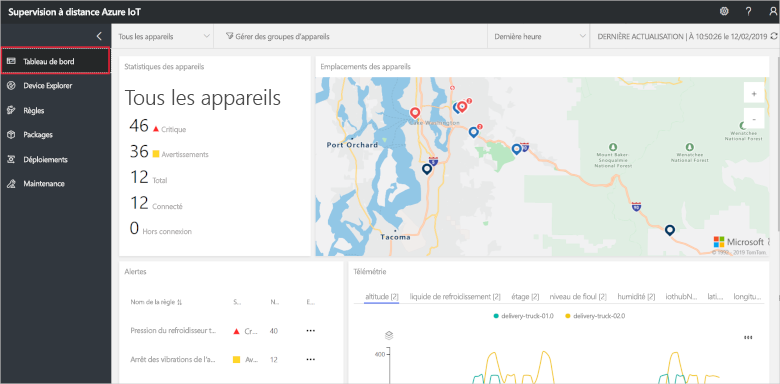 Supervision à distance Azure IoT
Tous les appareils
Gérer des groupes d'appareils
Dernière heure
DERNIÈRE ACTUALISATION | À 10:50:26 le 12/02/2019
Tableau de bord
Device Explorer
Règles
Packages
Déploiements
Maintenance
Statistiques des appareils
Tous les appareils
46 Critique
36 Avertissements
12 Total
12 Connecté
0 Hors connexion
Emplacements des appareils
+
-
Lake Washington
Port Orchard
Tacoma
Mount Baker-
Snoqualmie
National Forest
Wenatchee
National Forest
Wenatchee
National Forest
Microsoft
© 1992 - 2019 TomTom
Alertes
Nom de la règle
S...
N...
E...
Pression du refroidisseur t...
Cr...
40
...
Arrêt des vibrations de l'a...
Av...
12
...
Télémétrie
altitude [2]
liquide de refroidissement [2]
étage [2]
niveau de fioul [2]
humidité [2]
iothubN...
lati...
longitu...
delivery-truck-01.0
delivery-truck-02.0
400